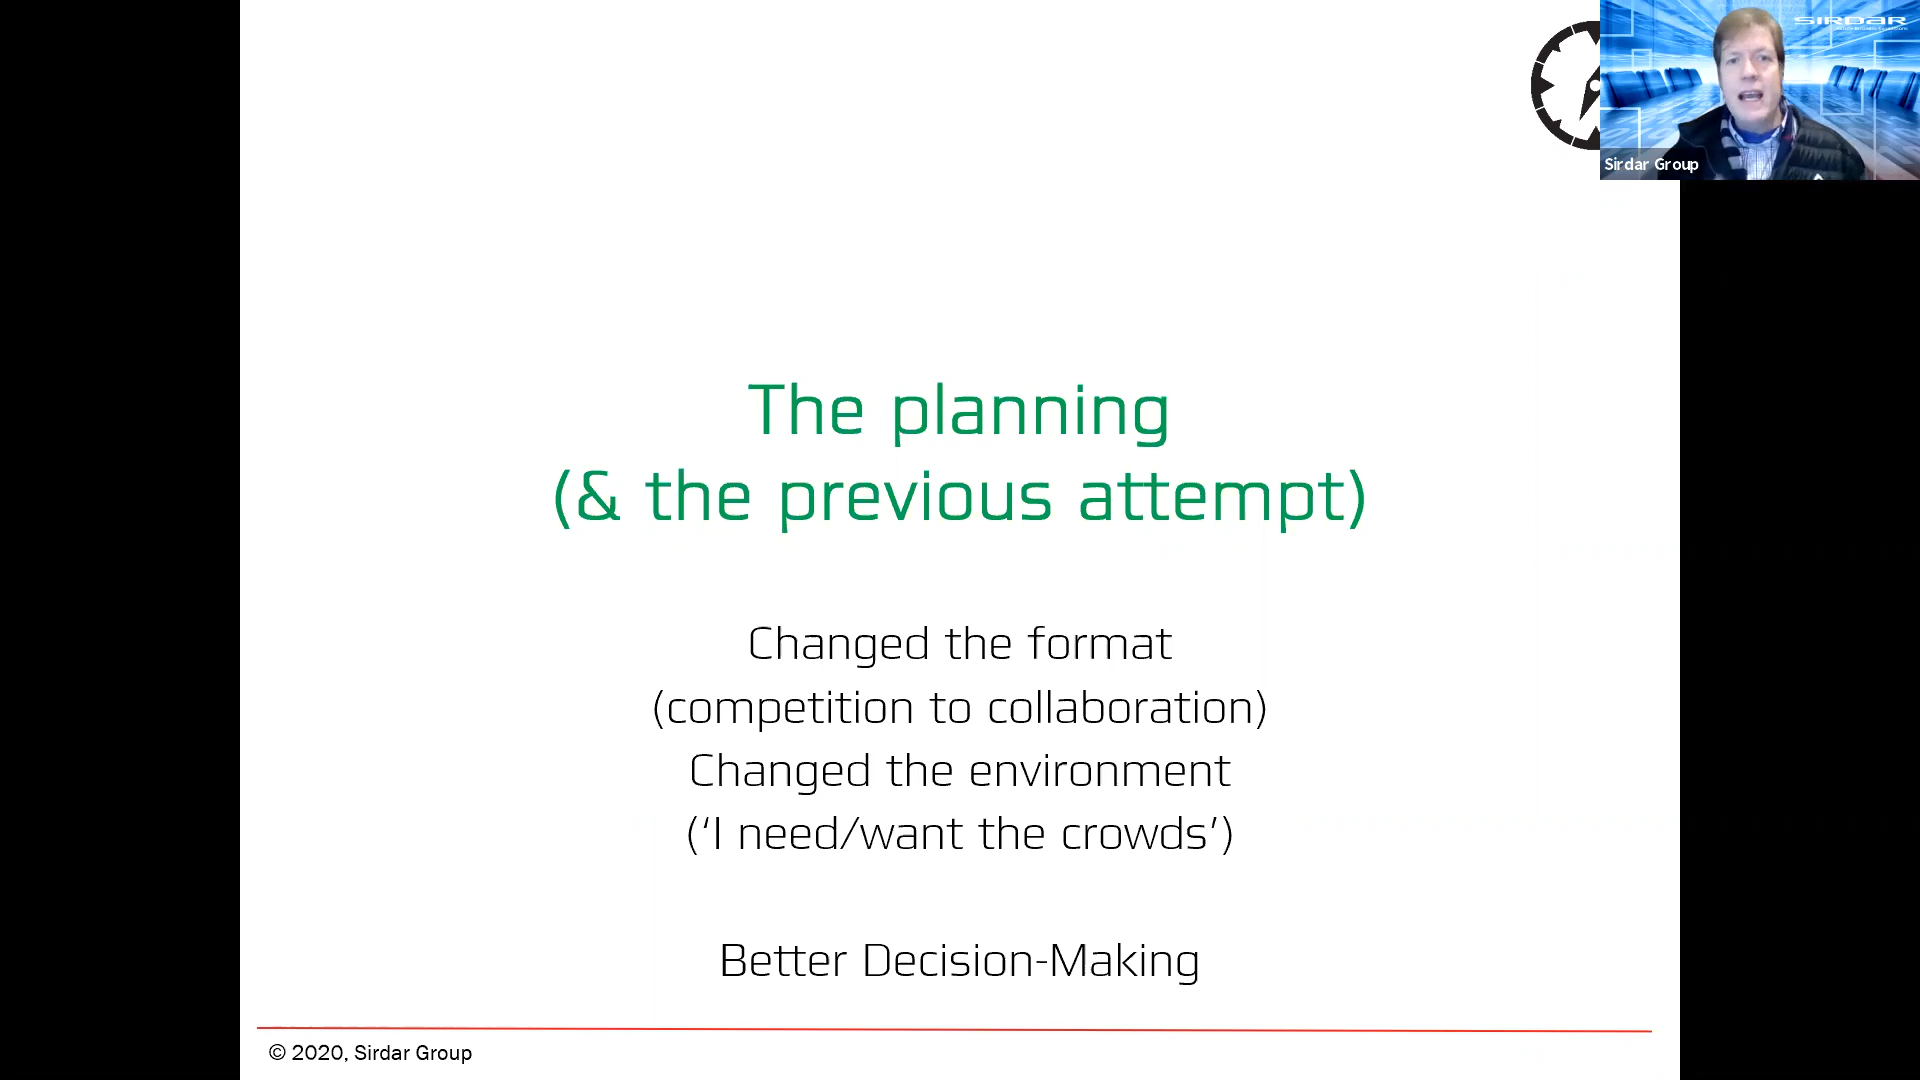 SIRDAR
Sirdar Group
The planning
(& the previous attempt)
Changed the format
(competition to collaboration)
Changed the environment
(‘I need/want the crowds’)
Better Decision-Making
© 2020, Sirdar Group